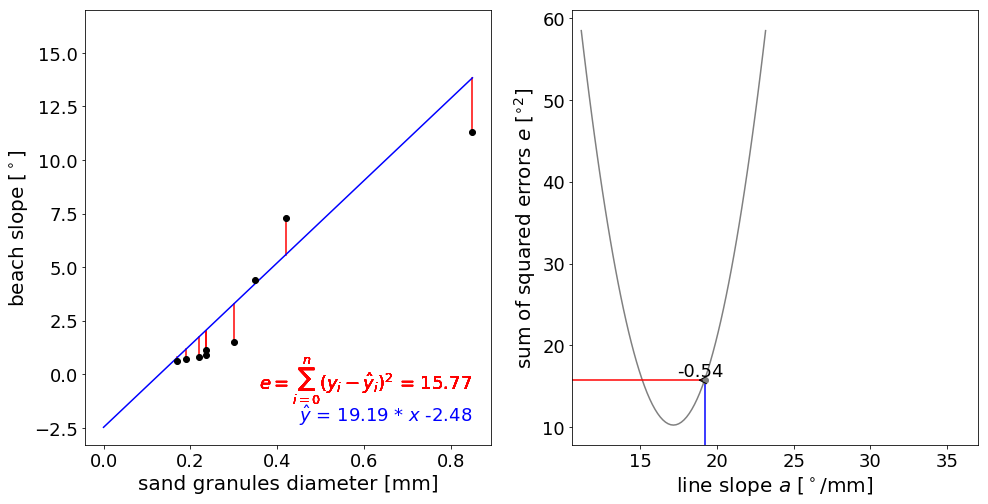 beach slope [°]
15.0
12.5
10.0
7.5
5.0
2.5
0.0
−2.5
e = ∑ⁿᵢ₌₀ (yᵢ − ŷᵢ)² = 15.77
ŷ = 19.19 * x -2.48
0.0 0.2 0.4 0.6 0.8
sand granules diameter [mm]
sum of squared errors e [°²]
60
50
40
30
20
10
-0.54
15 20 25 30 35
line slope a [°/mm]